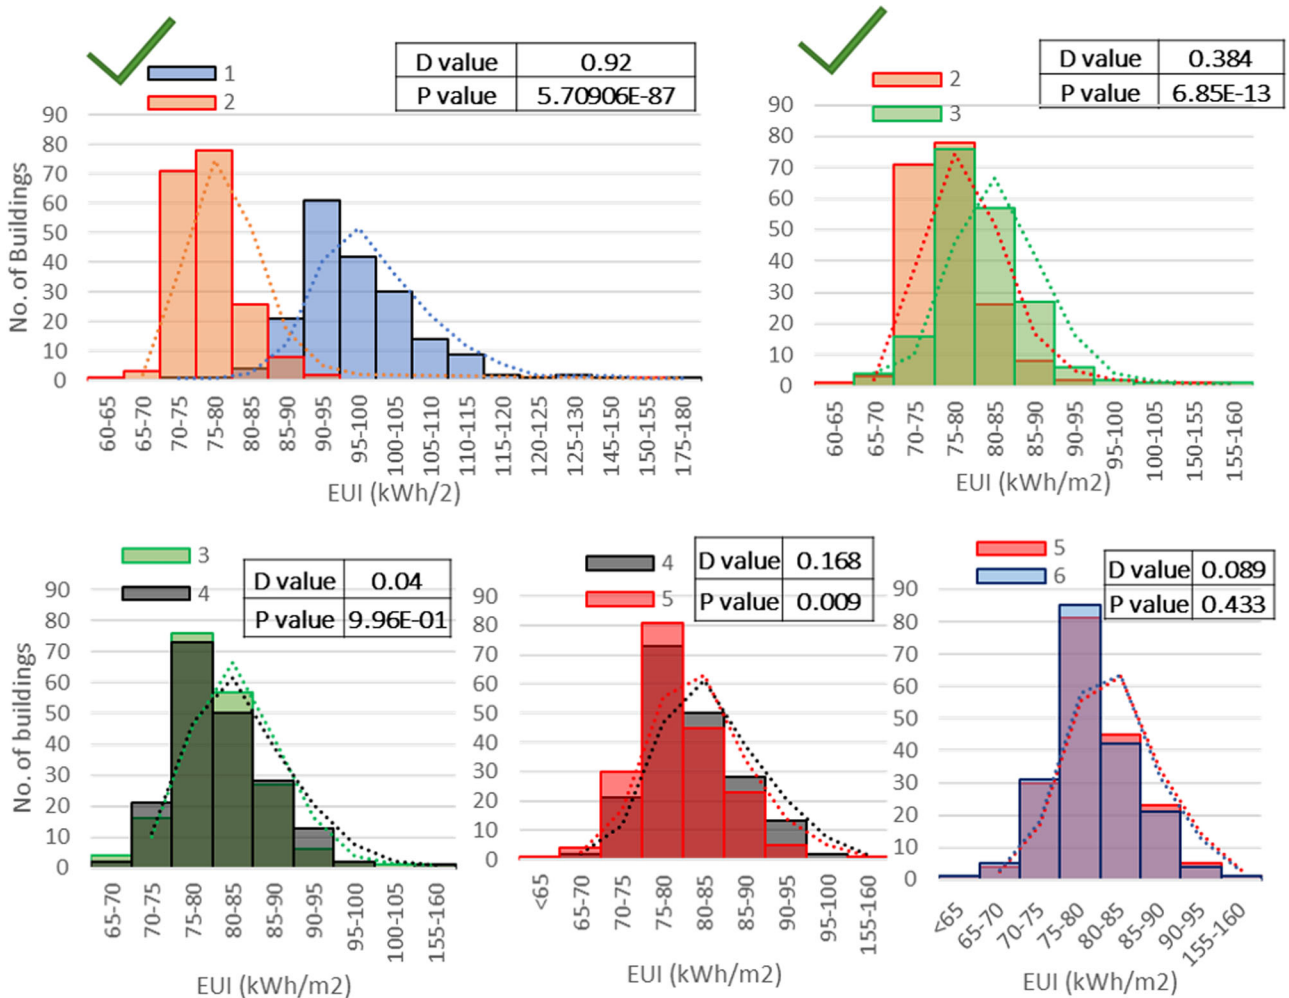 1
2
D value 0.92
P value 5.70906E-87
No. of Buildings
90
80
70
60
50
40
30
20
10
0
60-65 65-70 70-75 75-80 80-85 85-90 90-95 95-100 100-105 105-110 110-115 115-120 120-125 125-130 145-150 150-155 175-180
EUI (kWh/2)
2
3
D value 0.384
P value 6.85E-13
90
80
70
60
50
40
30
20
10
0
60-65 65-70 70-75 75-80 80-85 85-90 90-95 95-100 100-105 150-155 155-160
EUI (kWh/m2)
3
4
D value 0.04
P value 9.96E-01
No. of buildings
90
80
70
60
50
40
30
20
10
0
65-70 70-75 75-80 80-85 85-90 90-95 95-100 100-105 155-160
EUI (kWh/m2)
4
5
D value 0.168
P value 0.009
90
80
70
60
50
40
30
20
10
0
<65 65-70 70-75 75-80 80-85 85-90 90-95 95-100 155-160
EUI (kWh/m2)
5
6
D value 0.089
P value 0.433
90
80
70
60
50
40
30
20
10
0
<65 65-70 70-75 75-80 80-85 85-90 90-95 155-160
EUI (kWh/m2)